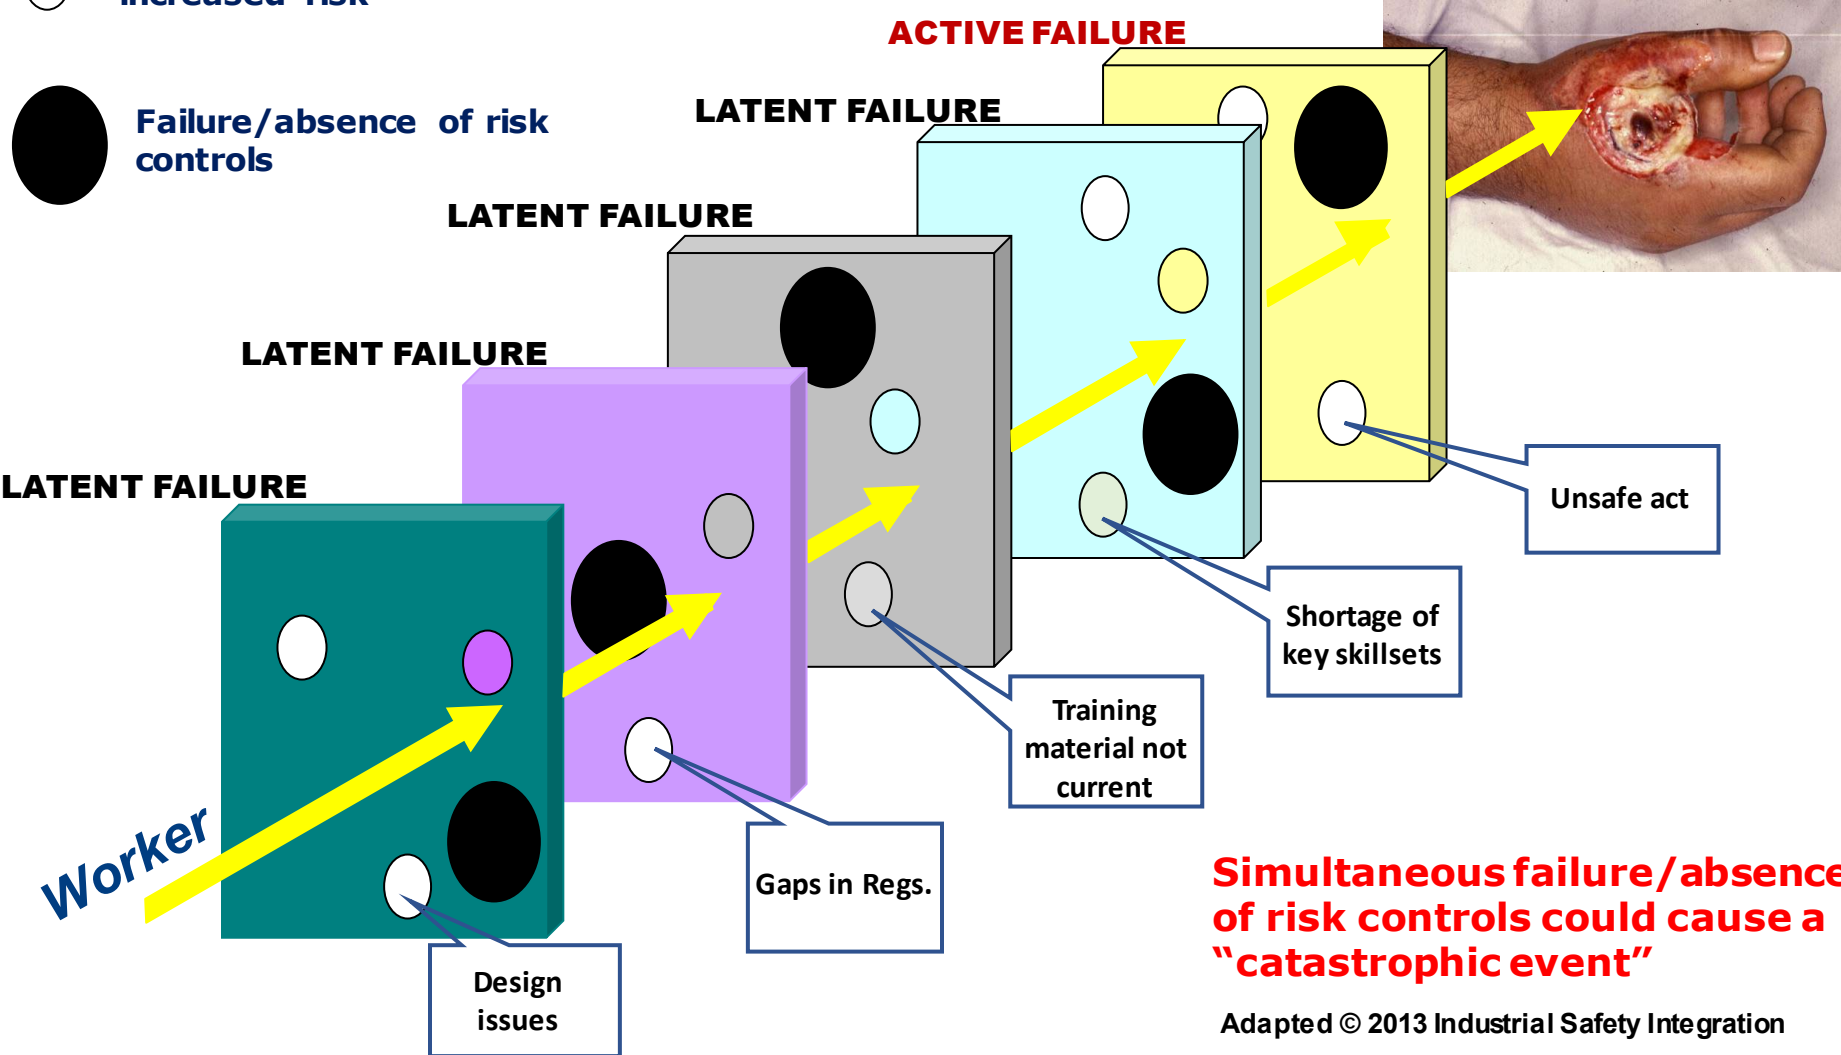 increased risk
ACTIVE FAILURE
Failure/absence of risk
controls
LATENT FAILURE
LATENT FAILURE
LATENT FAILURE
LATENT FAILURE
Unsafe act
Shortage of
key skillsets
Training
material not
current
Worker
Gaps in Regs.
Design
issues
Simultaneous failure/absence
of risk controls could cause a
“catastrophic event”
Adapted © 2013 Industrial Safety Integration